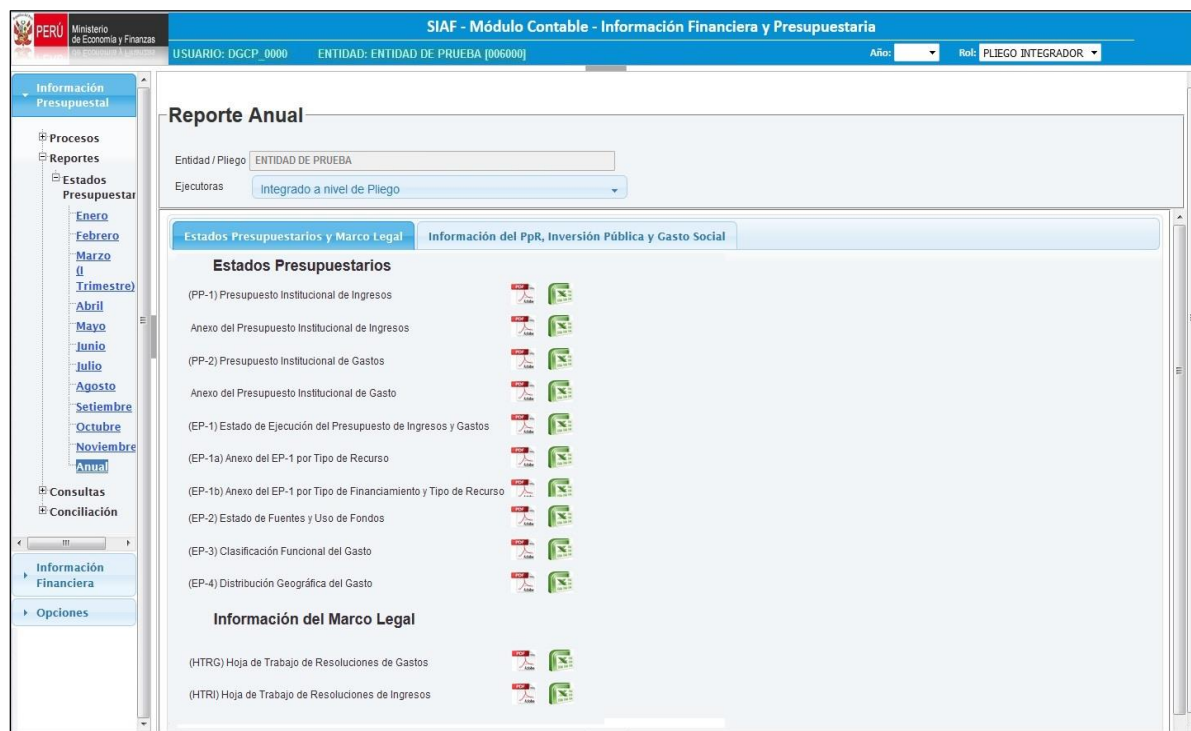 PERÚ Ministerio
de Economía y Finanzas
SIAF - Módulo Contable - Información Financiera y Presupuestaria
USUARIO: DGCP_0000 ENTIDAD: ENTIDAD DE PRUEBA [006000] Año: Rol: PLIEGO INTEGRADOR
Información
Presupuestal
Procesos
Reportes
Estados
Presupuestar
Enero
Febrero
Marzo
(I
Trimestre)
Abril
Mayo
Junio
Julio
Agosto
Setiembre
Octubre
Noviembre
Anual
Consultas
Conciliación
Información
Financiera
Opciones
Reporte Anual
Entidad / Pliego ENTIDAD DE PRUEBA
Ejecutoras Integrado a nivel de Pliego
Estados Presupuestarios y Marco Legal Información del PpR, Inversión Pública y Gasto Social
Estados Presupuestarios
(PP-1) Presupuesto Institucional de Ingresos
Anexo del Presupuesto Institucional de Ingresos
(PP-2) Presupuesto Institucional de Gastos
Anexo del Presupuesto Institucional de Gasto
(EP-1) Estado de Ejecución del Presupuesto de Ingresos y Gastos
(EP-1a) Anexo del EP-1 por Tipo de Recurso
(EP-1b) Anexo del EP-1 por Tipo de Financiamiento y Tipo de Recurso
(EP-2) Estado de Fuentes y Uso de Fondos
(EP-3) Clasificación Funcional del Gasto
(EP-4) Distribución Geográfica del Gasto
Información del Marco Legal
(HTRG) Hoja de Trabajo de Resoluciones de Gastos
(HTRI) Hoja de Trabajo de Resoluciones de Ingresos